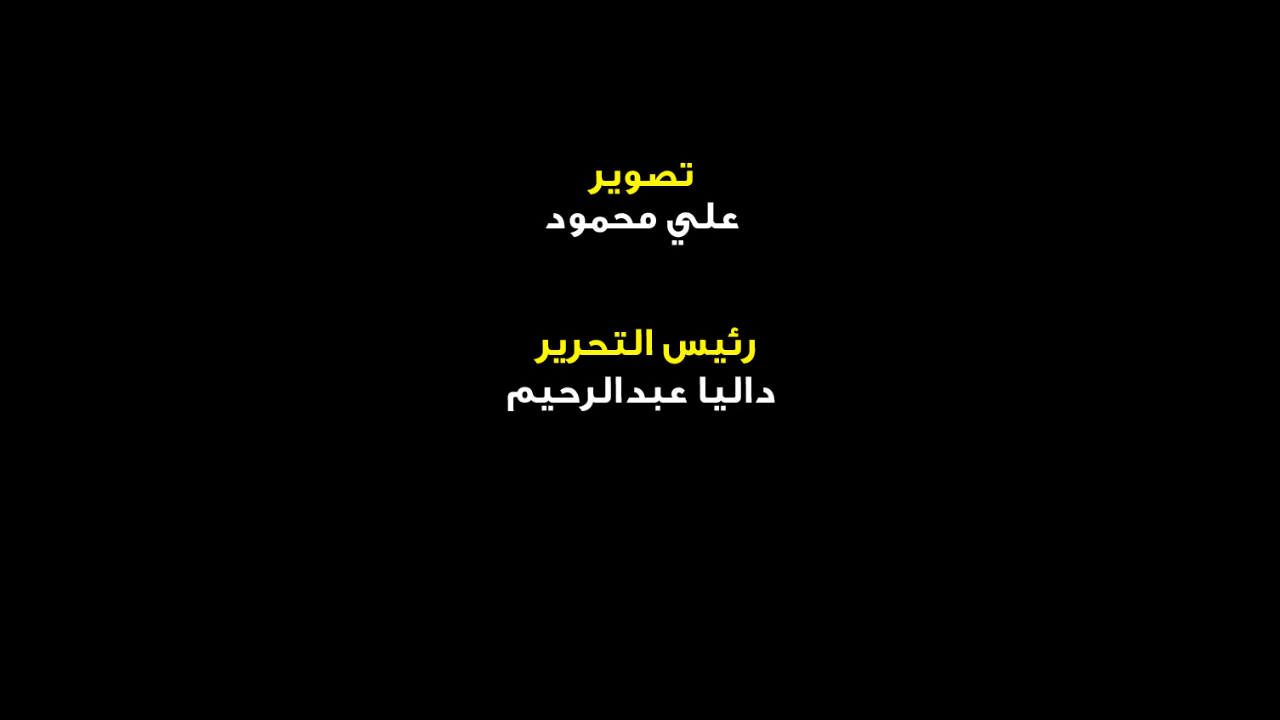 تصوير
علي محمود
رئيس التحرير
داليا عبدالرحيم